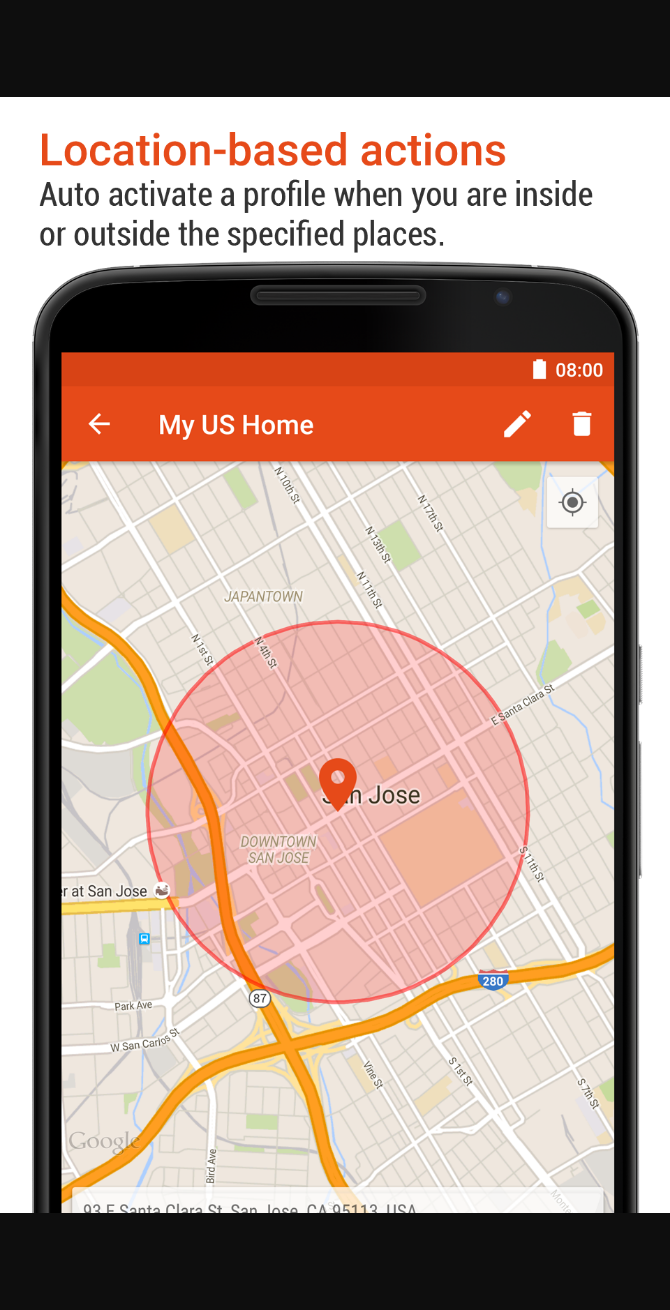 Location-based actions
Auto activate a profile when you are inside
or outside the specified places.
08:00
My US Home
N 10th St
N 17th St
N 13th St
N 11th St
JAPANTOWN
N 1st St
N 4th St
E Santa Clara St
San Jose
DOWNTOWN
SAN JOSE
S 11th St
r at San Jose
280
87
Park Ave
W San Carlos St
Vine St
S 1st St
S 7th St
Google
Bird Ave
93 E Santa Clara St, San Jose, CA 95113, USA